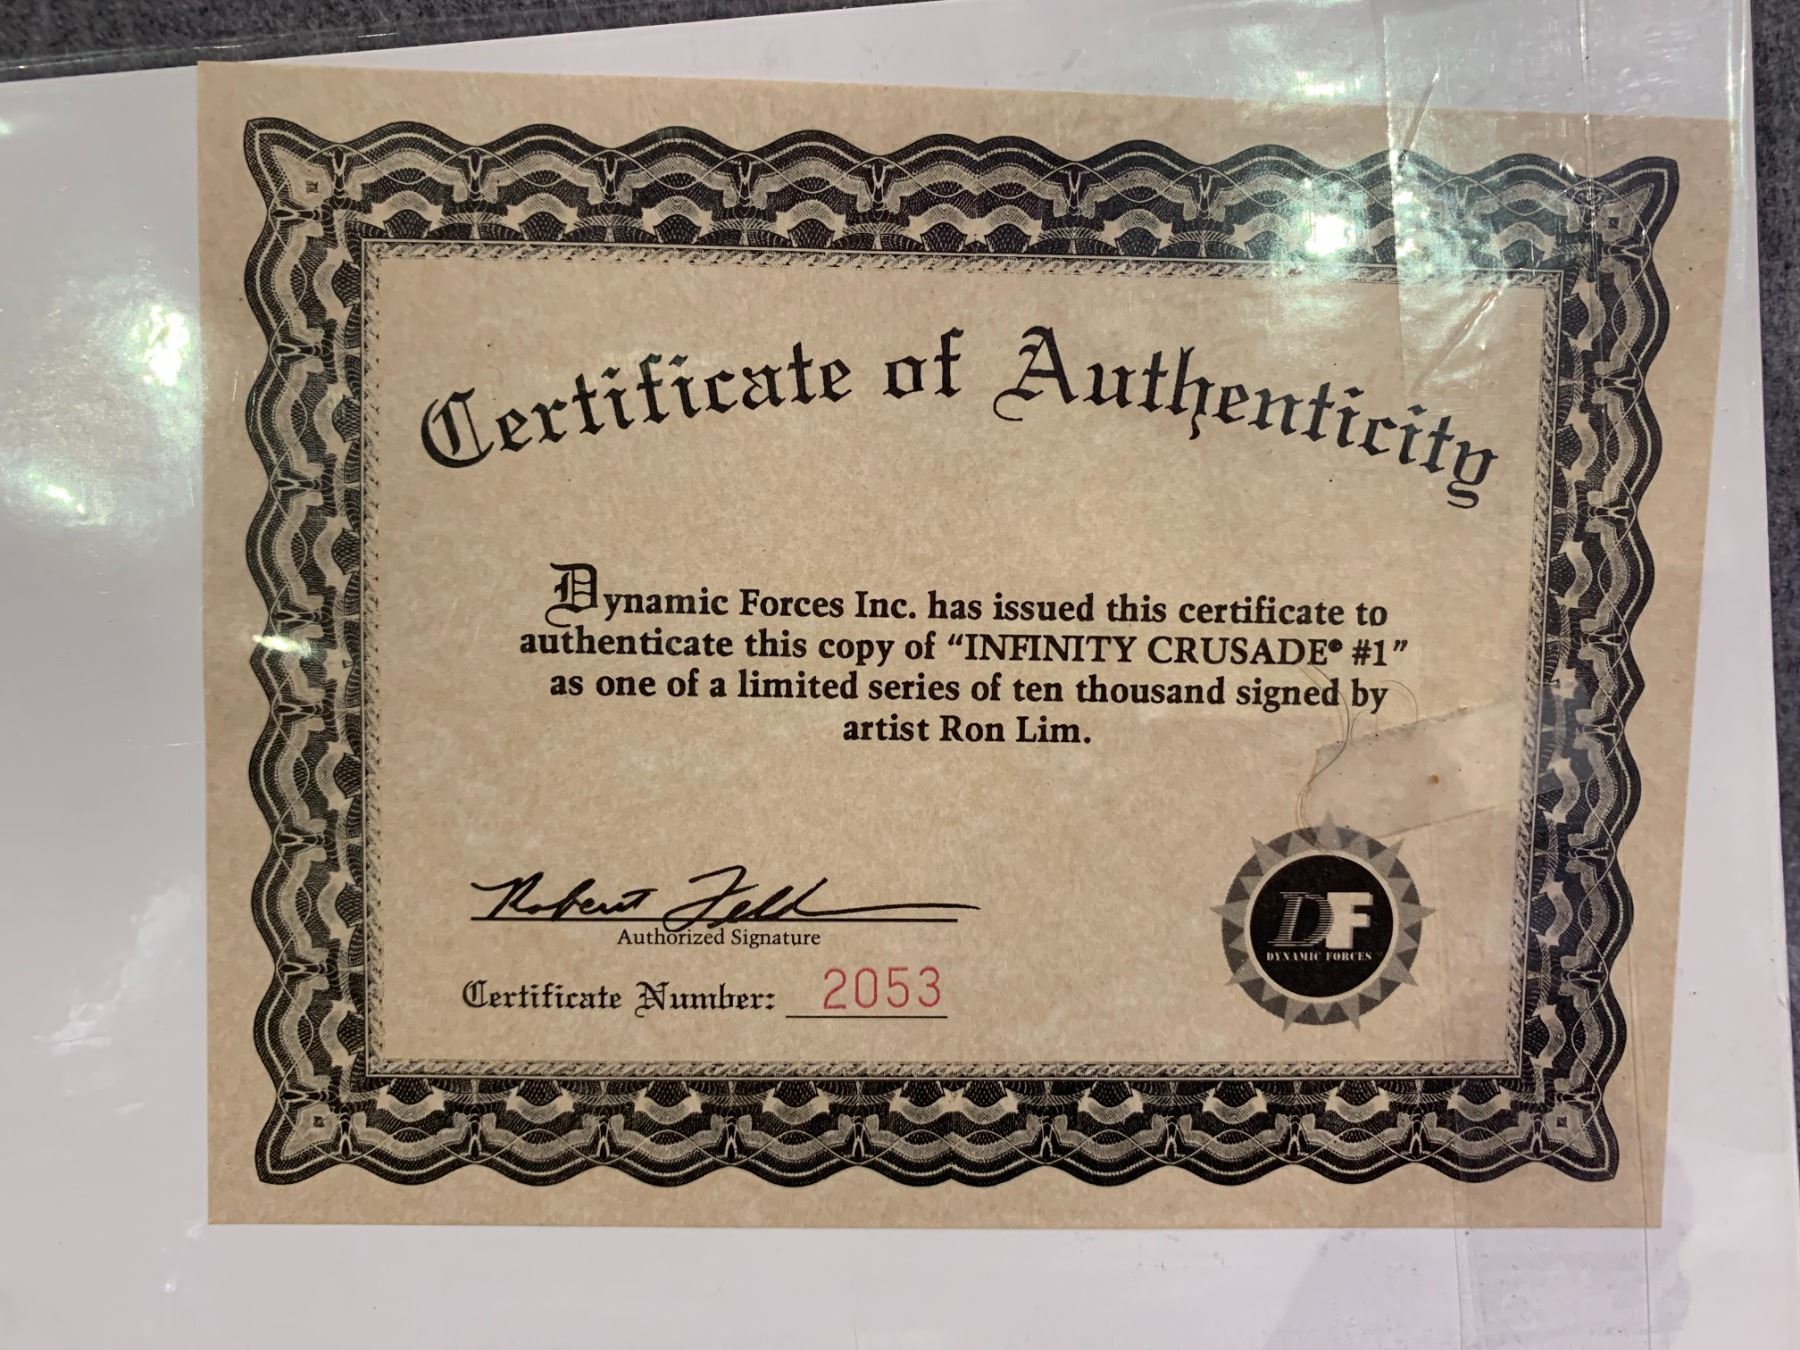 Certificate of Authenticity
Dynamic Forces Inc. has issued this certificate to
authenticate this copy of “INFINITY CRUSADE® #1”
as one of a limited series of ten thousand signed by
artist Ron Lim.
Robert Feld
Authorized Signature
Certificate Number: 2053
DF
DYNAMIC FORCES